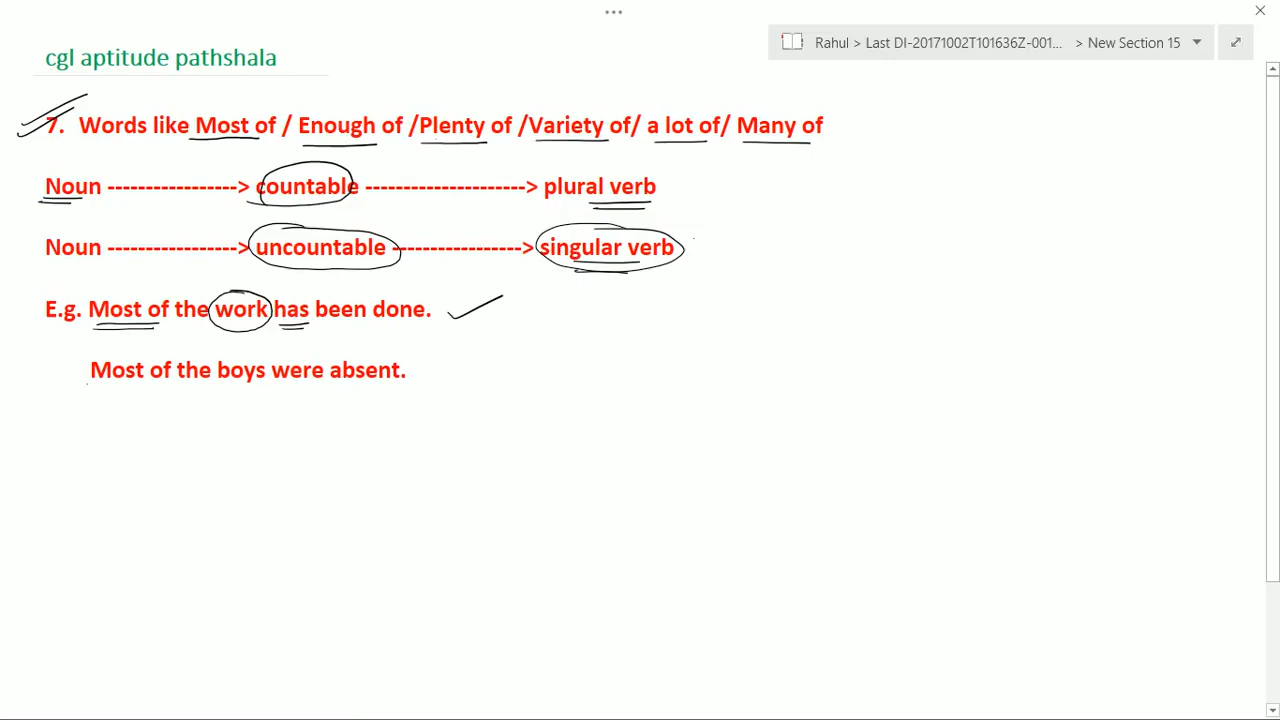 •••
Rahul > Last DI-20171002T101636Z-001... > New Section 15
cgl aptitude pathshala
7. Words like Most of / Enough of /Plenty of /Variety of/ a lot of/ Many of
Noun -----------------> countable ---------------------> plural verb
Noun -----------------> uncountable -----------------> singular verb
E.g. Most of the work has been done.
Most of the boys were absent.